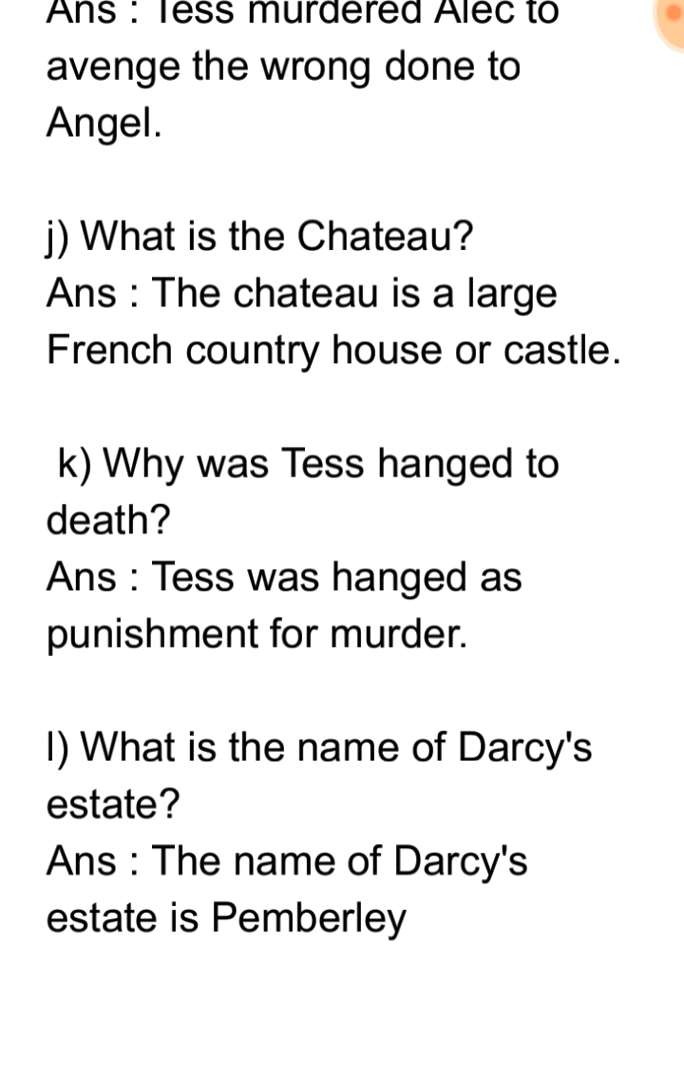 Ans : Tess murdered Alec to
avenge the wrong done to
Angel.
j) What is the Chateau?
Ans : The chateau is a large
French country house or castle.
k) Why was Tess hanged to
death?
Ans : Tess was hanged as
punishment for murder.
l) What is the name of Darcy's
estate?
Ans : The name of Darcy's
estate is Pemberley